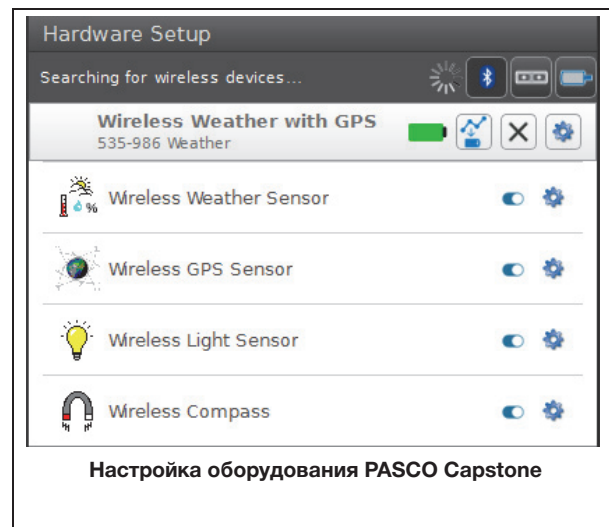 Hardware Setup
Searching for wireless devices...
Wireless Weather with GPS
535-986 Weather
%
Wireless Weather Sensor
Wireless GPS Sensor
Wireless Light Sensor
Wireless Compass
Настройка оборудования PASCO Capstone